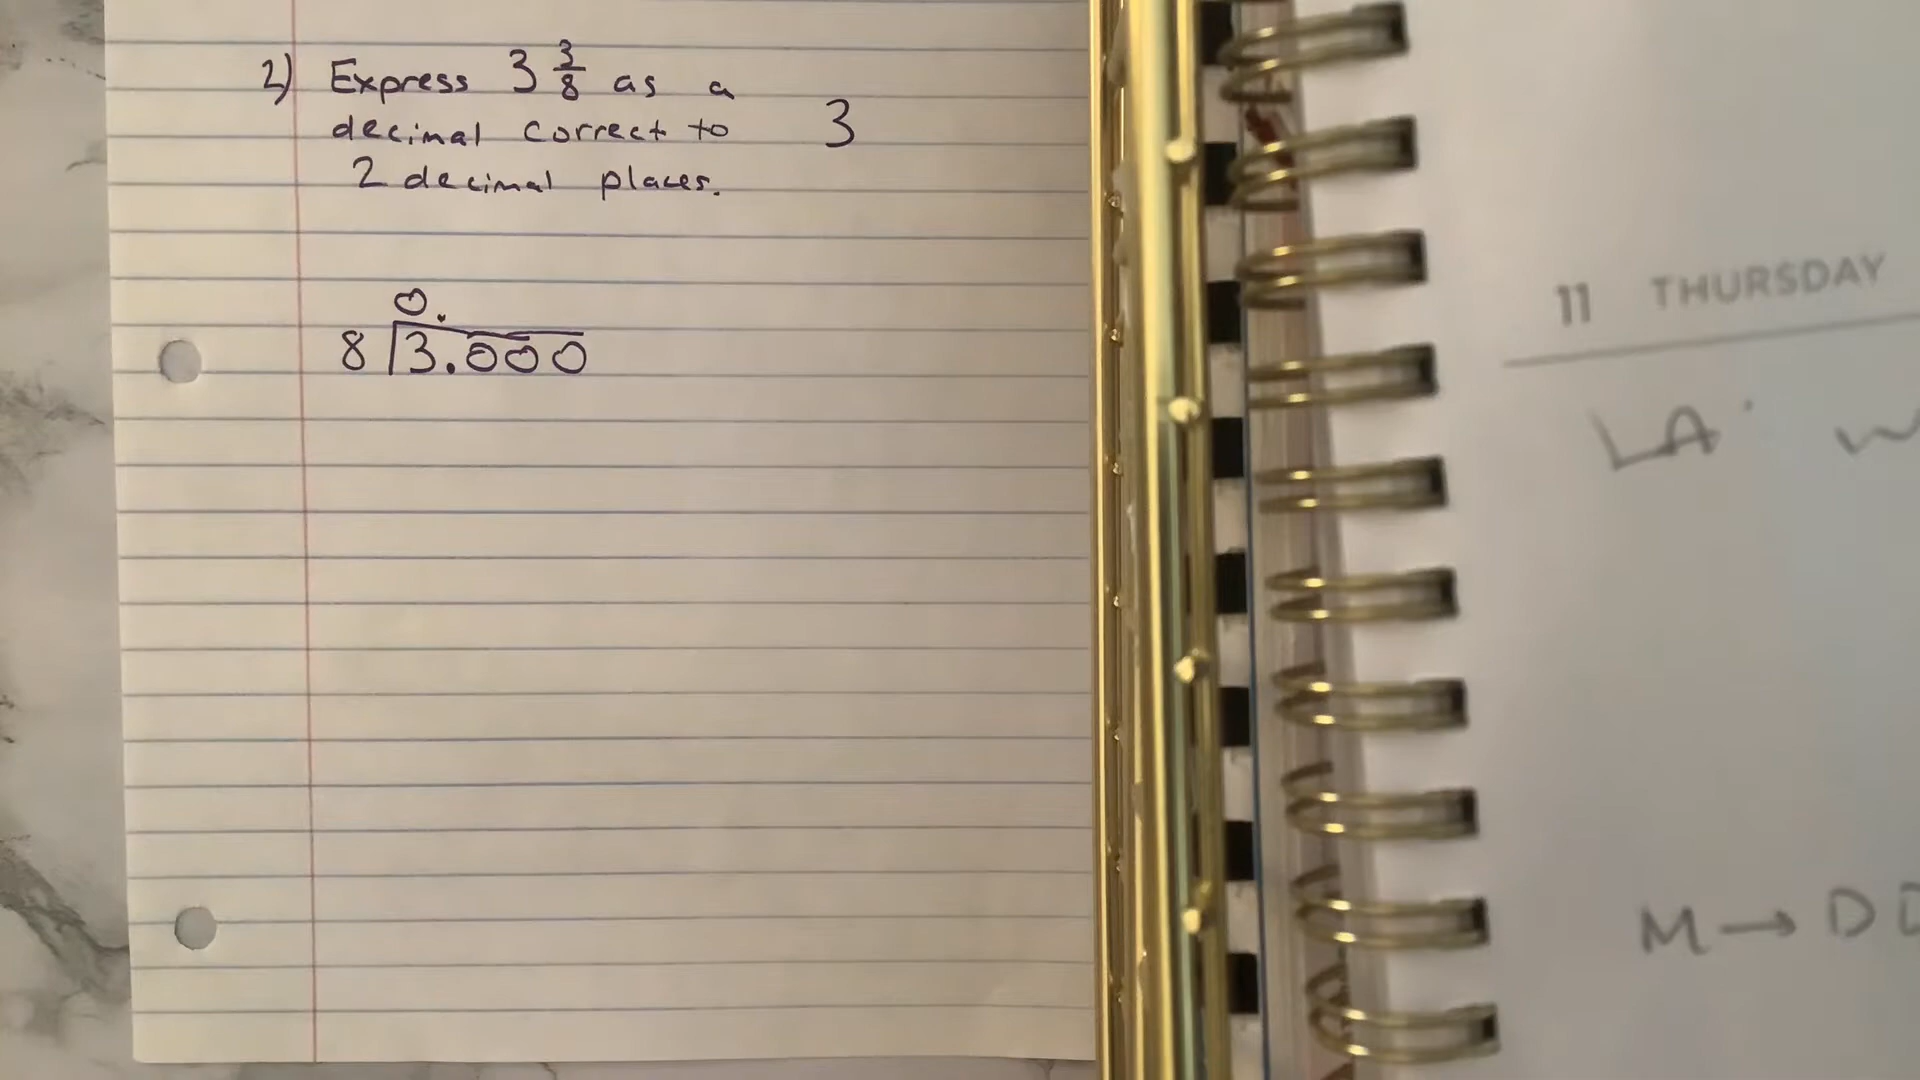 2) Express 3 3/8 as a
decimal correct to
2 decimal places.
3
0.
8 3.000
11 THURSDAY
LA
M → D